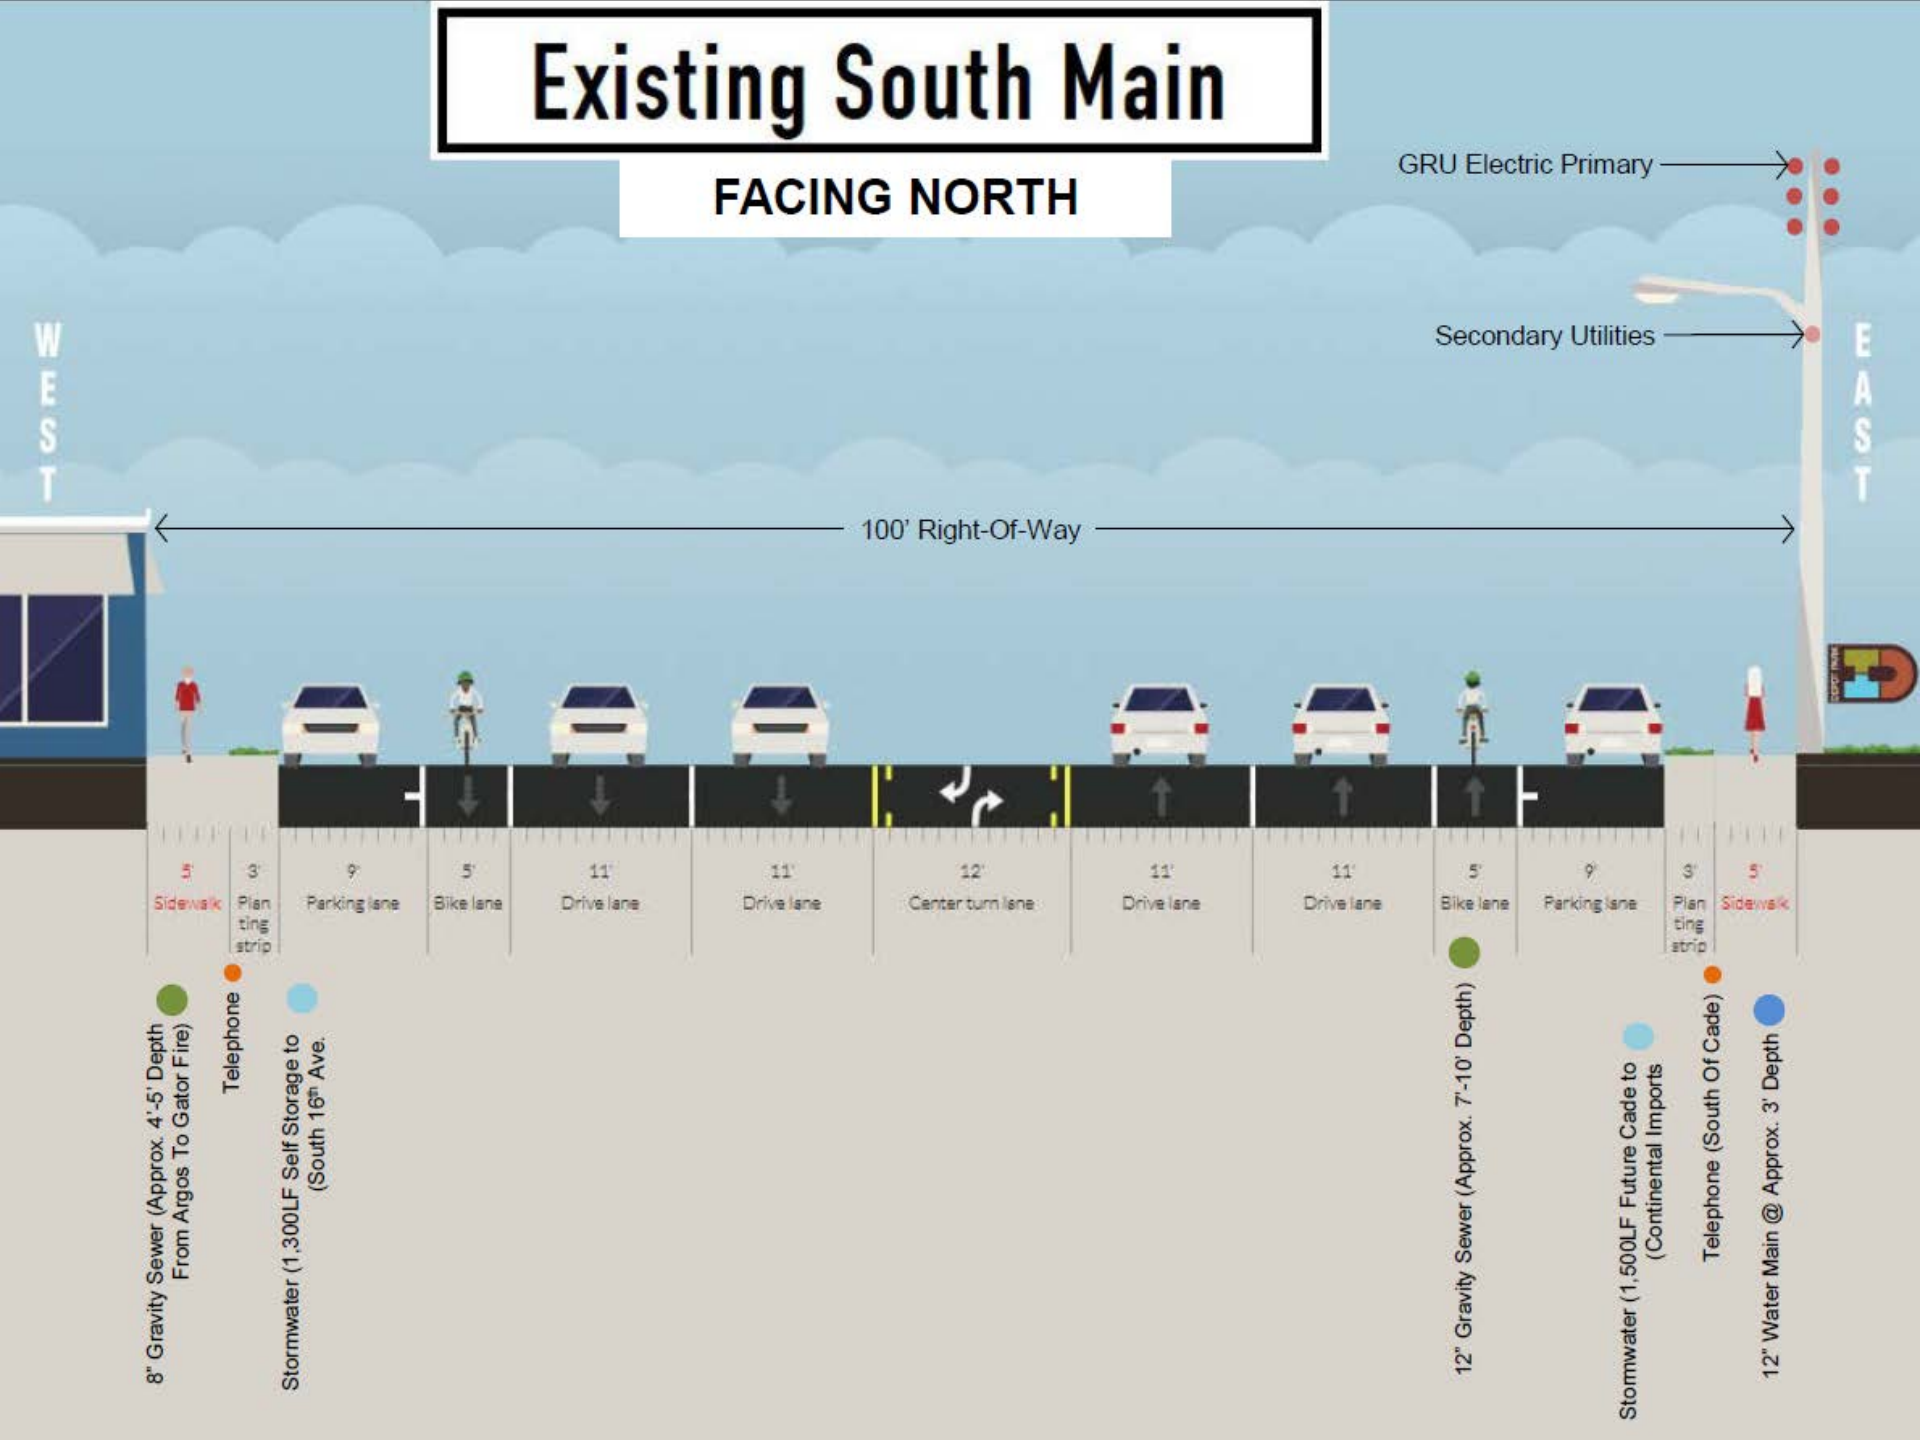 Existing South Main
FACING NORTH
GRU Electric Primary
Secondary Utilities
WEST
EAST
100' Right-Of-Way
DEPOT PARK
5'
Sidewalk
3'
Plan
ting
strip
9'
Parking lane
5'
Bike lane
11'
Drive lane
11'
Drive lane
12'
Center turn lane
11'
Drive lane
11'
Drive lane
5'
Bike lane
9'
Parking lane
3'
Plan
ting
strip
5'
Sidewalk
8" Gravity Sewer (Approx. 4'-5' Depth
From Argos To Gator Fire)
Telephone
Stormwater (1,300LF Self Storage to
(South 16th Ave.
12" Gravity Sewer (Approx. 7'-10' Depth)
Stomwater (1,500LF Future Cade to
(Continental Imports
Telephone (South Of Cade)
12" Water Main @ Approx. 3' Depth